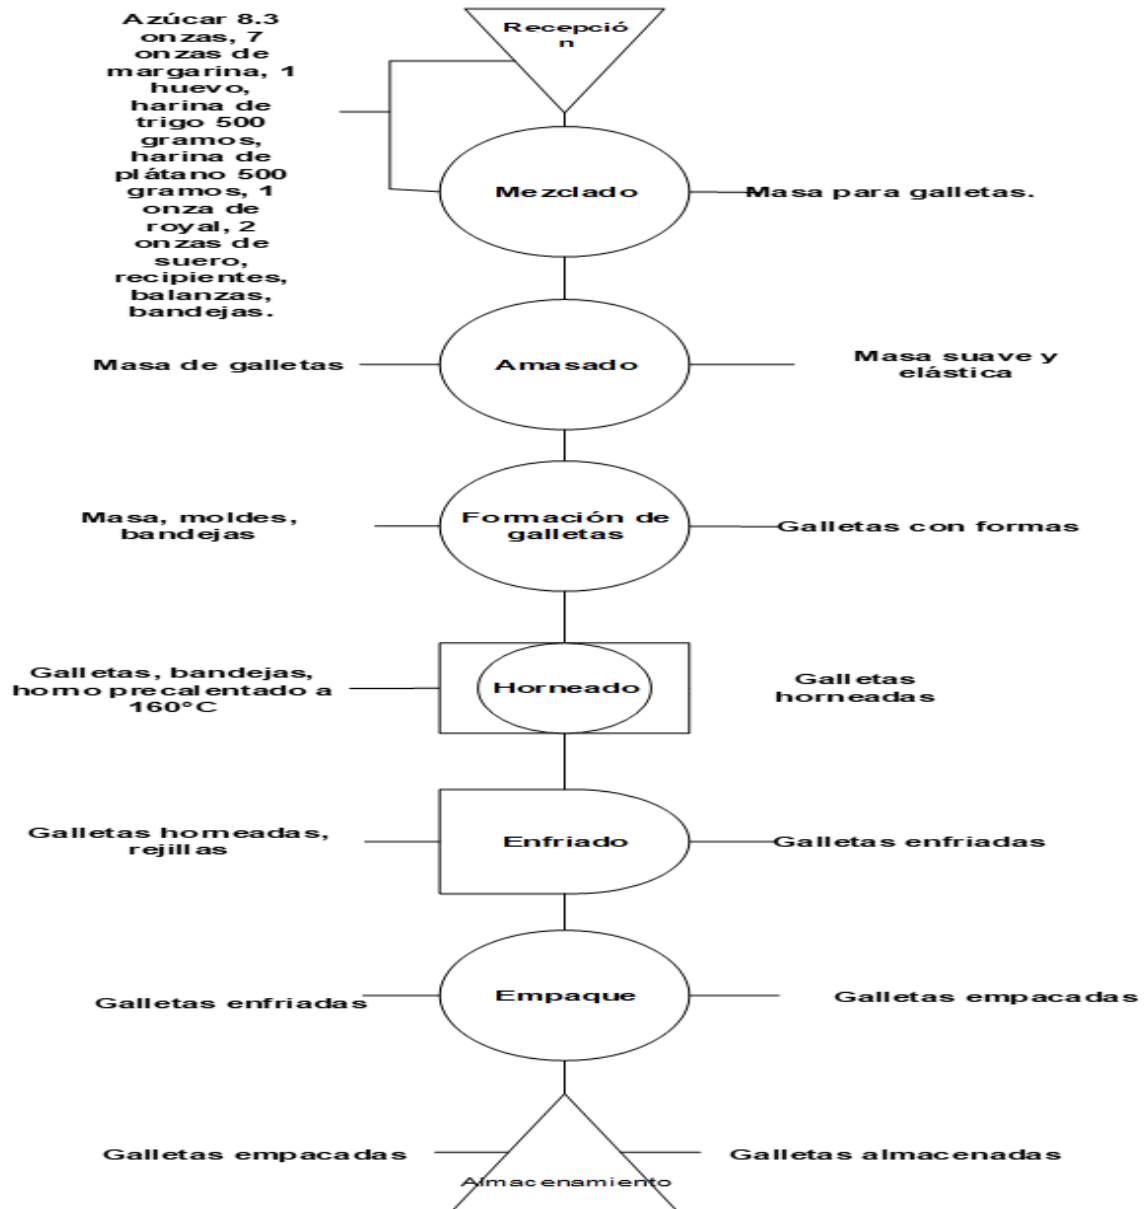 Azúcar 8.3
onzas, 7
onzas de
margarina, 1
huevo,
harina de
trigo 500
gramos,
harina de
plátano 500
gramos, 1
onza de
royal, 2
onzas de
suero,
recipientes,
balanzas,
bandejas.
Recepció
n
Mezclado
Masa para galletas.
Masa de galletas
Amasado
Masa suave y
elástica
Masa, moldes,
bandejas
Formación de
galletas
Galletas con formas
Galletas, bandejas,
horno precalentado a
160°C
Horneado
Galletas
horneadas
Galletas horneadas,
rejillas
Enfriado
Galletas enfriadas
Galletas enfriadas
Empaque
Galletas empacadas
Galletas empacadas
Almacenamiento
Galletas almacenadas